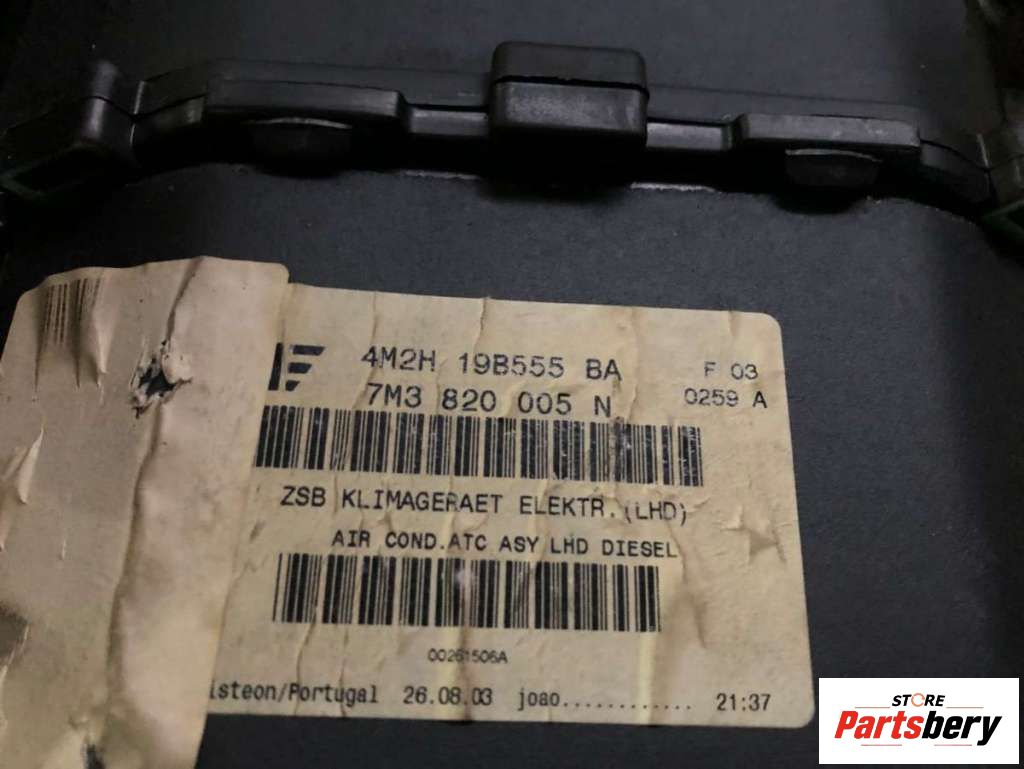 4M2H 19B555 BA F 03
7M3 820 005 N 0259 A
ZSB KLIMAGERAET ELEKTR.(LHD)
AIR COND.ATC ASY LHD DIESEL
00261506A
isteon/Portugal 26.08.03 joao............ 21:37
STORE
Partsbery